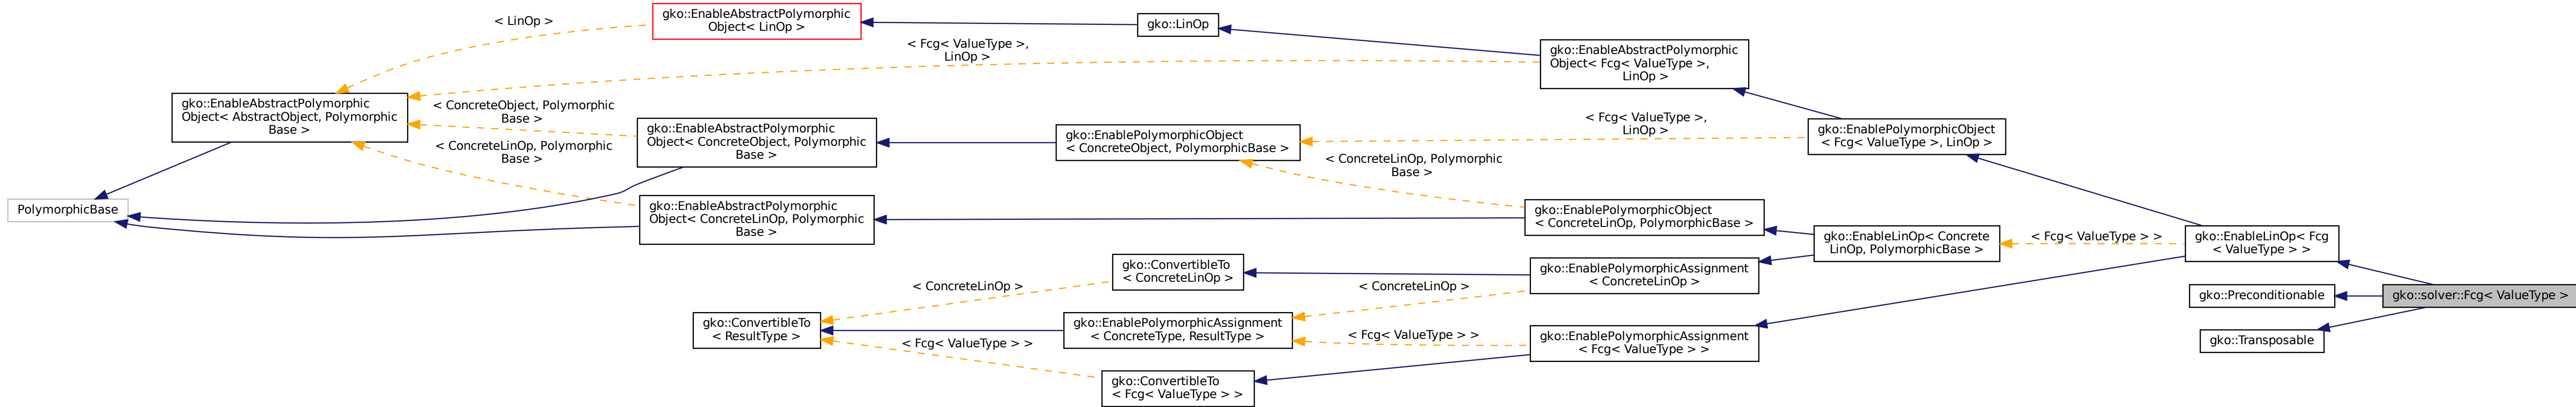 gko::EnableAbstractPolymorphic
Object< LinOp >
< LinOp >
gko::LinOp
< Fcg< ValueType >,
LinOp >
gko::EnableAbstractPolymorphic
Object< Fcg< ValueType >,
LinOp >
gko::EnableAbstractPolymorphic
Object< AbstractObject, Polymorphic
Base >
< ConcreteObject, Polymorphic
Base >
gko::EnableAbstractPolymorphic
Object< ConcreteObject, Polymorphic
Base >
gko::EnablePolymorphicObject
< ConcreteObject, PolymorphicBase >
< Fcg< ValueType >,
LinOp >
gko::EnablePolymorphicObject
< Fcg< ValueType >, LinOp >
< ConcreteLinOp, Polymorphic
Base >
< ConcreteLinOp, Polymorphic
Base >
PolymorphicBase
gko::EnableAbstractPolymorphic
Object< ConcreteLinOp, Polymorphic
Base >
gko::EnablePolymorphicObject
< ConcreteLinOp, PolymorphicBase >
gko::EnableLinOp< Concrete
LinOp, PolymorphicBase >
< Fcg< ValueType > >
gko::EnableLinOp< Fcg
< ValueType > >
gko::ConvertibleTo
< ConcreteLinOp >
gko::EnablePolymorphicAssignment
< ConcreteLinOp >
< ConcreteLinOp >
< ConcreteLinOp >
gko::Preconditionable
gko::solver::Fcg< ValueType >
gko::ConvertibleTo
< ResultType >
gko::EnablePolymorphicAssignment
< ConcreteType, ResultType >
< Fcg< ValueType > >
gko::EnablePolymorphicAssignment
< Fcg< ValueType > >
gko::Transposable
< Fcg< ValueType > >
gko::ConvertibleTo
< Fcg< ValueType > >